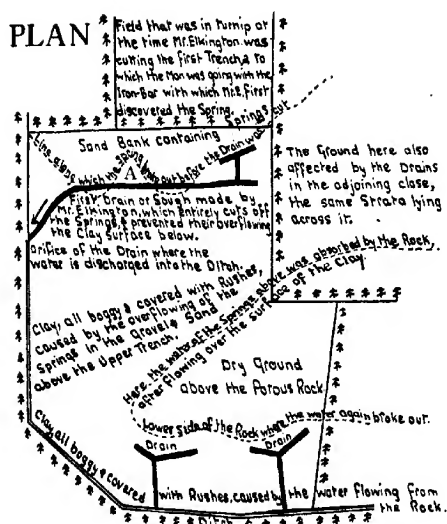 PLAN
Field that was in turnip at
the time Mr. Elkington was
cutting the first Trench, & to
which the Man was going with the
Iron-Bar with which Mr. E. First
discovered the Spring.
Sand Bank containing Springs
Line along which the Spring broke out before the Drain was cut
A
First Drain or Sough made by
Mr. Elkington, which entirely cuts off
the Springs, & prevented their overflowing
the Clay Surface below.
orifice of the Drain where the
water is discharged into the Ditch.
The Ground here also
affected by the Drains
in the adjoining close,
the same Strata lying
across it.
Clay, all boggy & covered with Rushes,
caused by the overflowing of the
Springs in the Gravel & Sand
above the Upper Trench.
Here, the water of the Springs above was absorbed by the Rock,
after flowing over the surface of the Clay.
Dry Ground
above the Porous Rock
Lower side of the Rock where the water again broke out.
Drain
Drain
Clay, all boggy & covered
with Rushes, caused by the water flowing from
the Rock.
Ditch